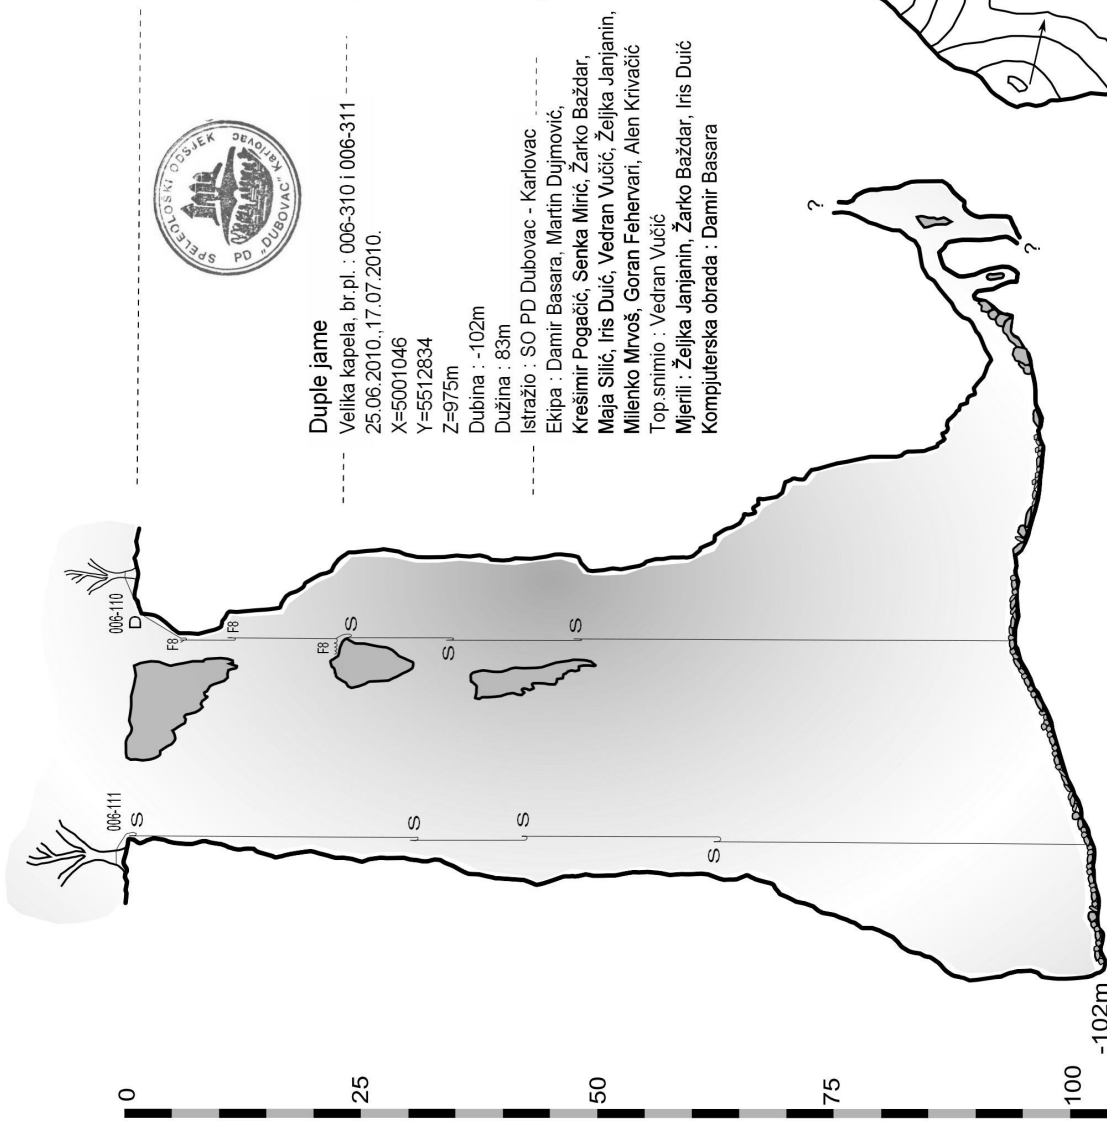 SPELEOLOŠKI ODSJEK
PD „DUBOVAC" Karlovac
Duple jame
Velika kapela, br.pl. : 006-310 i 006-311
25.06.2010.,17.07.2010.
X=5001046
Y=5512834
Z=975m
Dubina : -102m
Dužina : 83m
Istražio : SO PD Dubovac - Karlovac
Ekipa : Damir Basara, Martin Dujmović,
Krešimir Pogačić, Senka Mirić, Žarko Baždar,
Maja Silić, Iris Duić, Vedran Vučić, Željka Janjanin,
Milenko Mrvoš, Goran Fehervari, Alen Krivačić
Top.snimio : Vedran Vučić
Mjerili : Željka Janjanin, Žarko Baždar, Iris Duić
Kompjuterska obrada : Damir Basara
006-111
S
S
S
S
006-110
D
F8
F8
F8
S
S
S
?
?
-102m
0
25
50
75
100